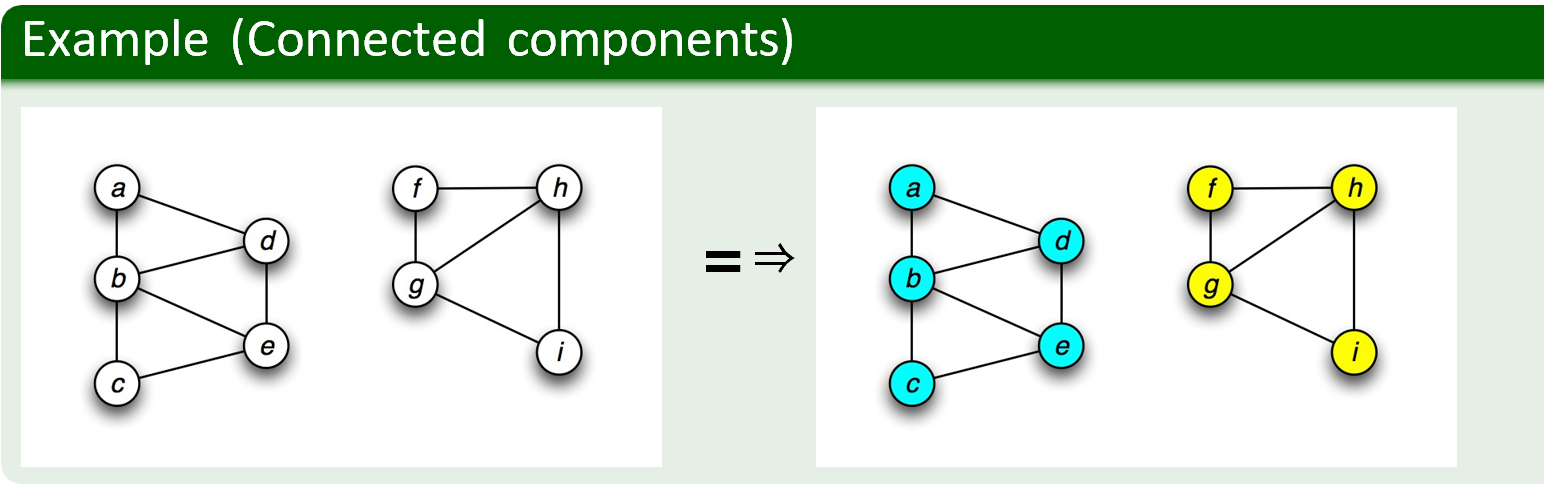 Example (Connected components)
a f h a f h
d d
b g = ⇒ b g
e i e i
c c